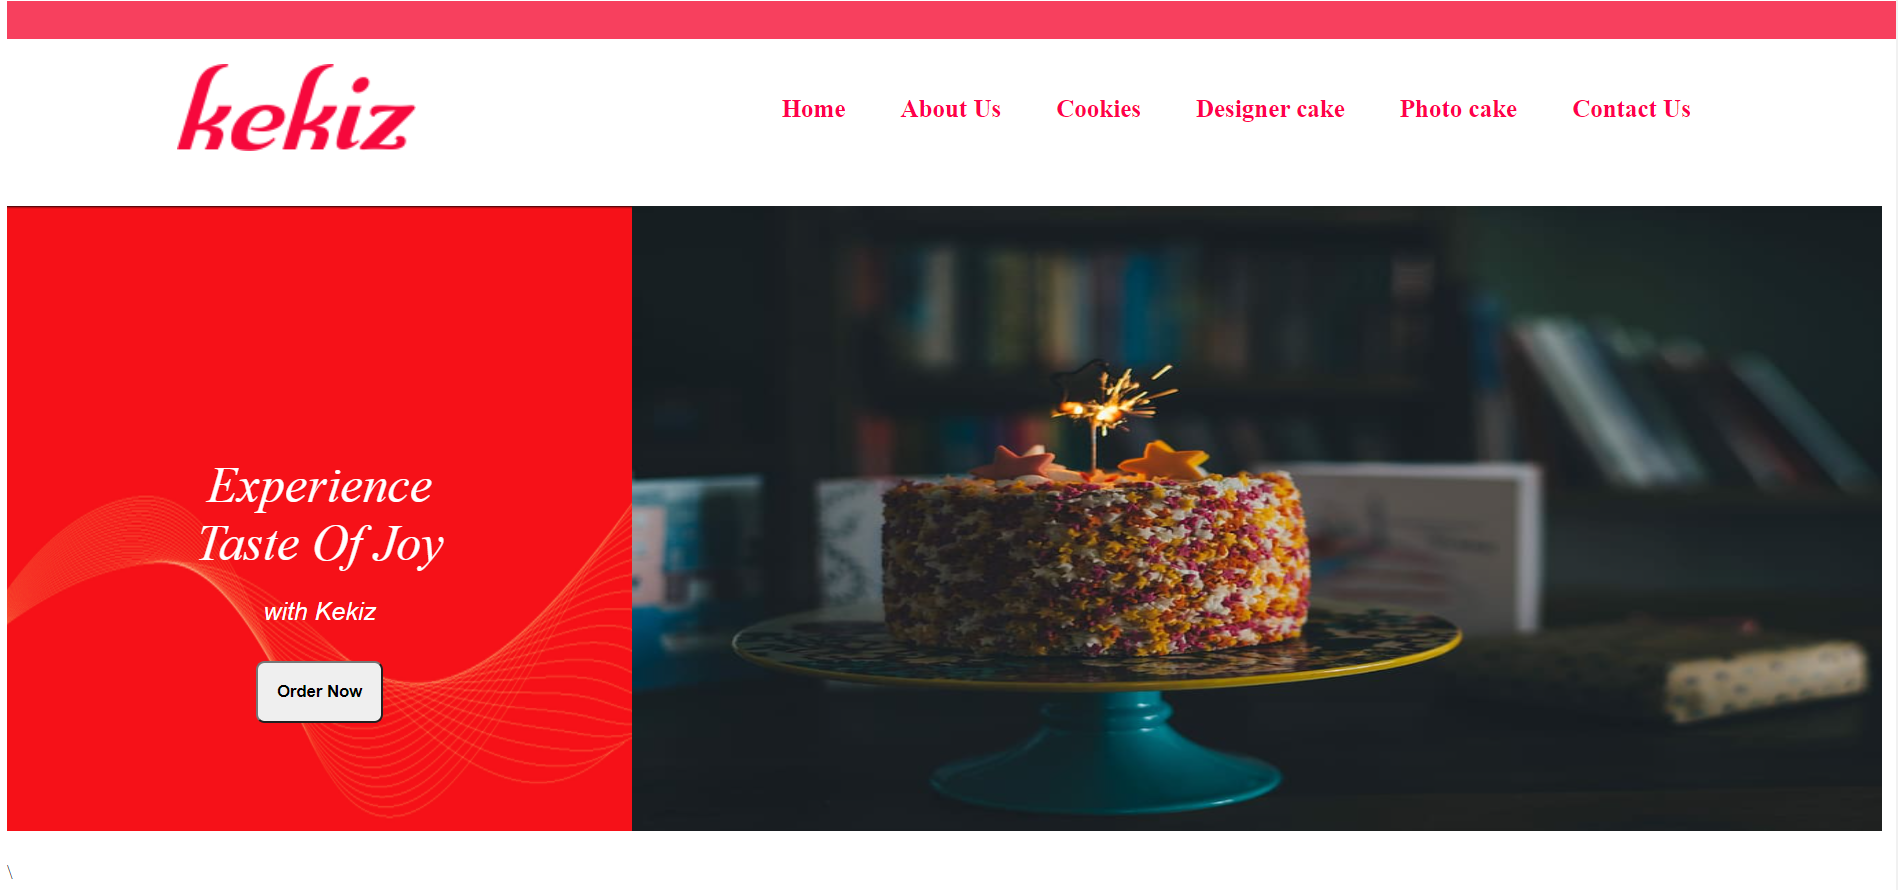 kekiz
Home About Us Cookies Designer cake Photo cake Contact Us
Experience
Taste Of Joy
with Kekiz
Order Now
\